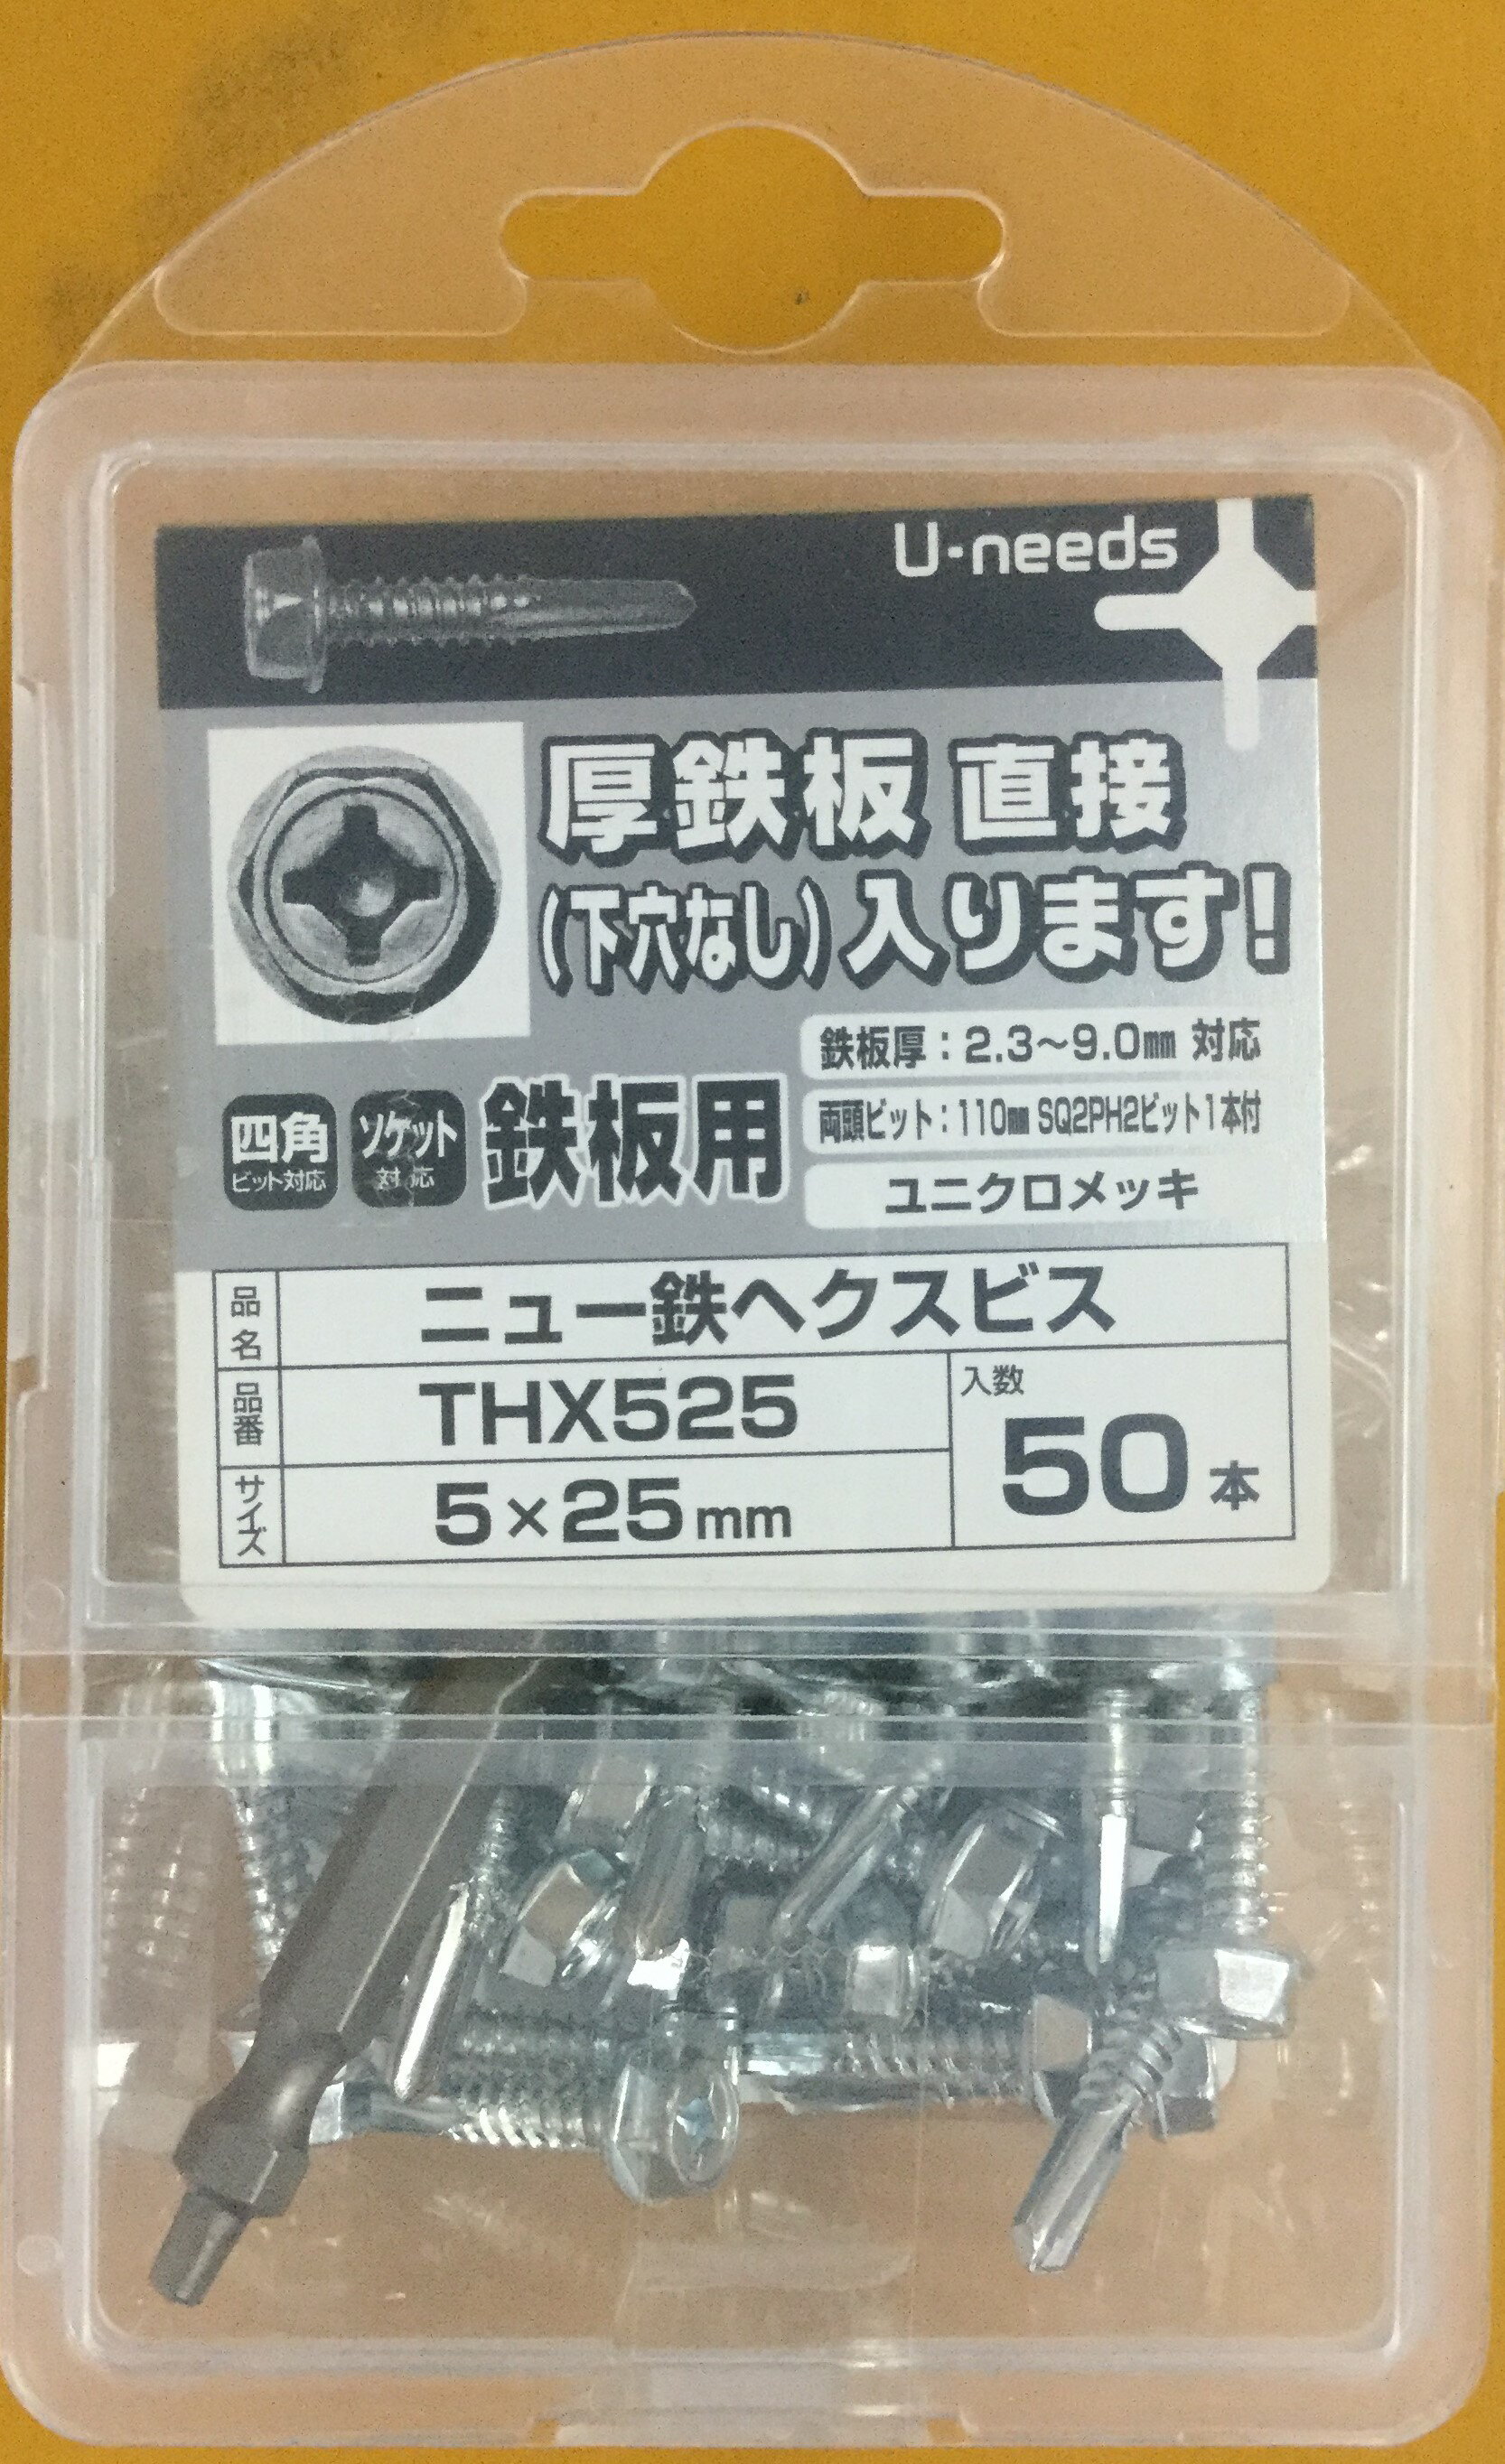 U-needs
厚鉄板 直接
(下穴なし)入ります!
鉄板厚：2.3～9.0㎜ 対応
四角
ビット対応
ソケット
対応
鉄板用
両頭ビット：110㎜ SQ2PH2ビット1本付
ユニクロメッキ
品名
ニュー鉄ヘクスビス
品番
THX525
入数
50本
サイズ
5×25mm